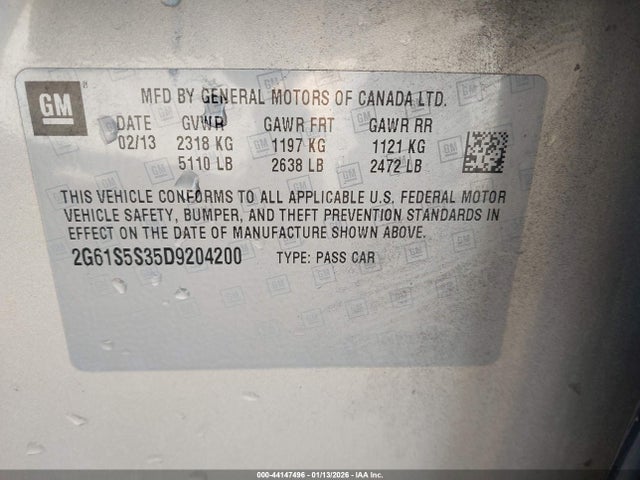 GM
MFD BY GENERAL MOTORS OF CANADA LTD.
DATE GVWR GAWR FRT GAWR RR
02/13 2318 KG 1197 KG 1121 KG
5110 LB 2638 LB 2472 LB
THIS VEHICLE CONFORMS TO ALL APPLICABLE U.S. FEDERAL MOTOR
VEHICLE SAFETY, BUMPER, AND THEFT PREVENTION STANDARDS IN
EFFECT ON THE DATE OF MANUFACTURE SHOWN ABOVE.
2G61S5S35D9204200 TYPE: PASS CAR
000-44147496 - 01/13/2026 - IAA Inc.